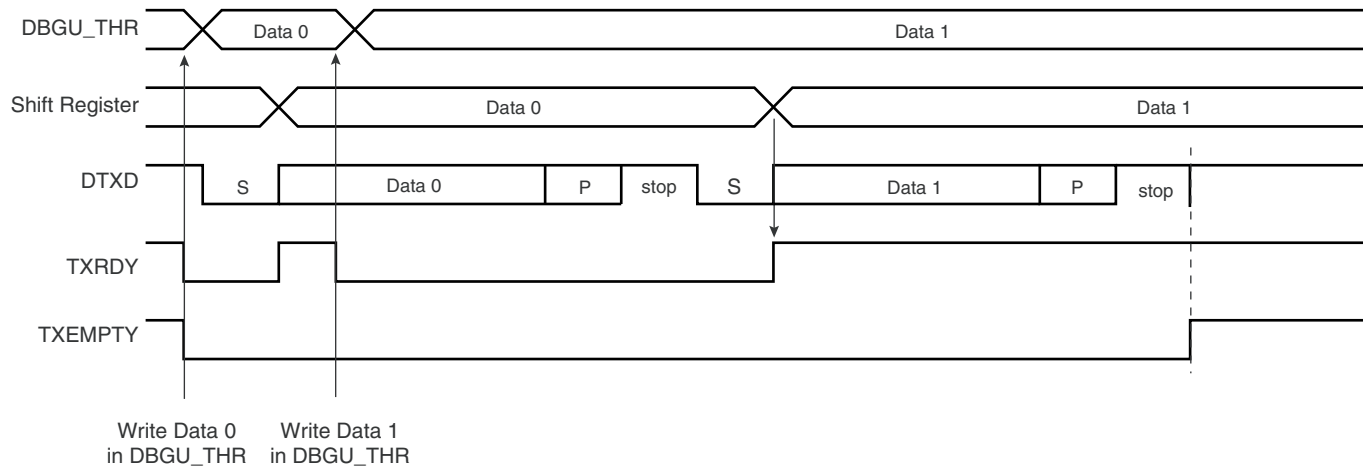 DBGU_THR
Data 0
Data 1
Shift Register
Data 0
Data 1
DTXD
S
Data 0
P
stop
S
Data 1
P
stop
TXRDY
TXEMPTY
Write Data 0
in DBGU_THR
Write Data 1
in DBGU_THR